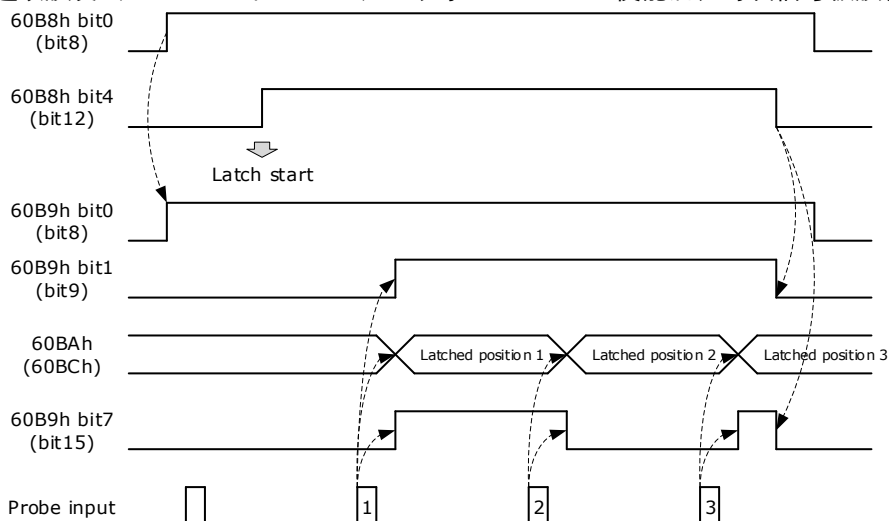 60B8h bit0
(bit8)
60B8h bit4
(bit12)
Latch start
60B9h bit0
(bit8)
60B9h bit1
(bit9)
60BAh
(60BCh)
Latched position 1
Latched position 2
Latched position 3
60B9h bit7
(bit15)
Probe input
1
2
3